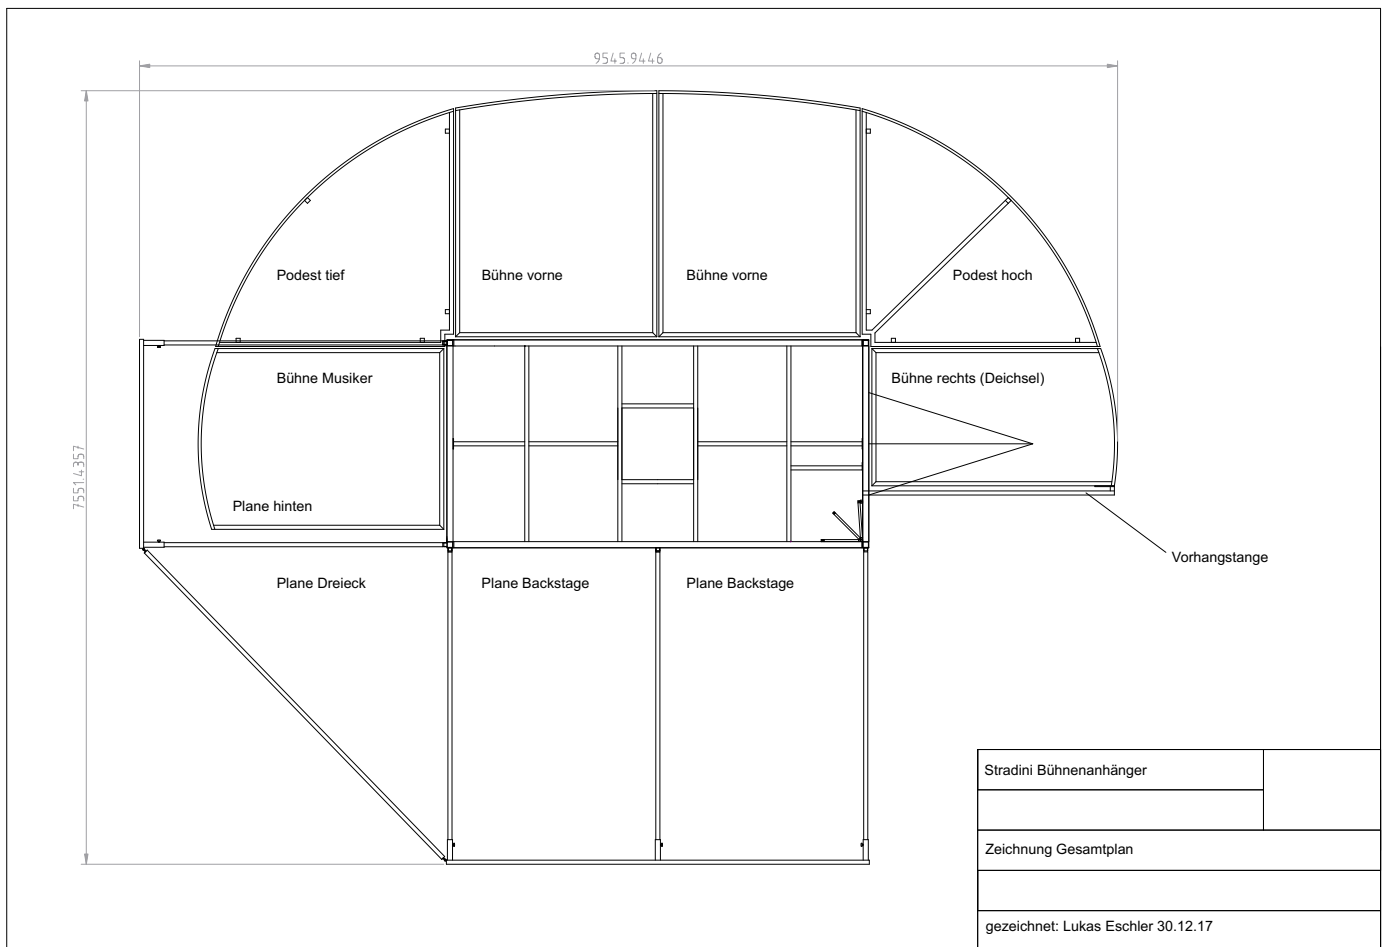 9545.9446
7551.4357
Podest tief
Bühne vorne
Bühne vorne
Podest hoch
Bühne Musiker
Bühne rechts (Deichsel)
Plane hinten
Vorhangstange
Plane Dreieck
Plane Backstage
Plane Backstage
Stradini Bühnenanhänger
Zeichnung Gesamtplan
gezeichnet: Lukas Eschler 30.12.17